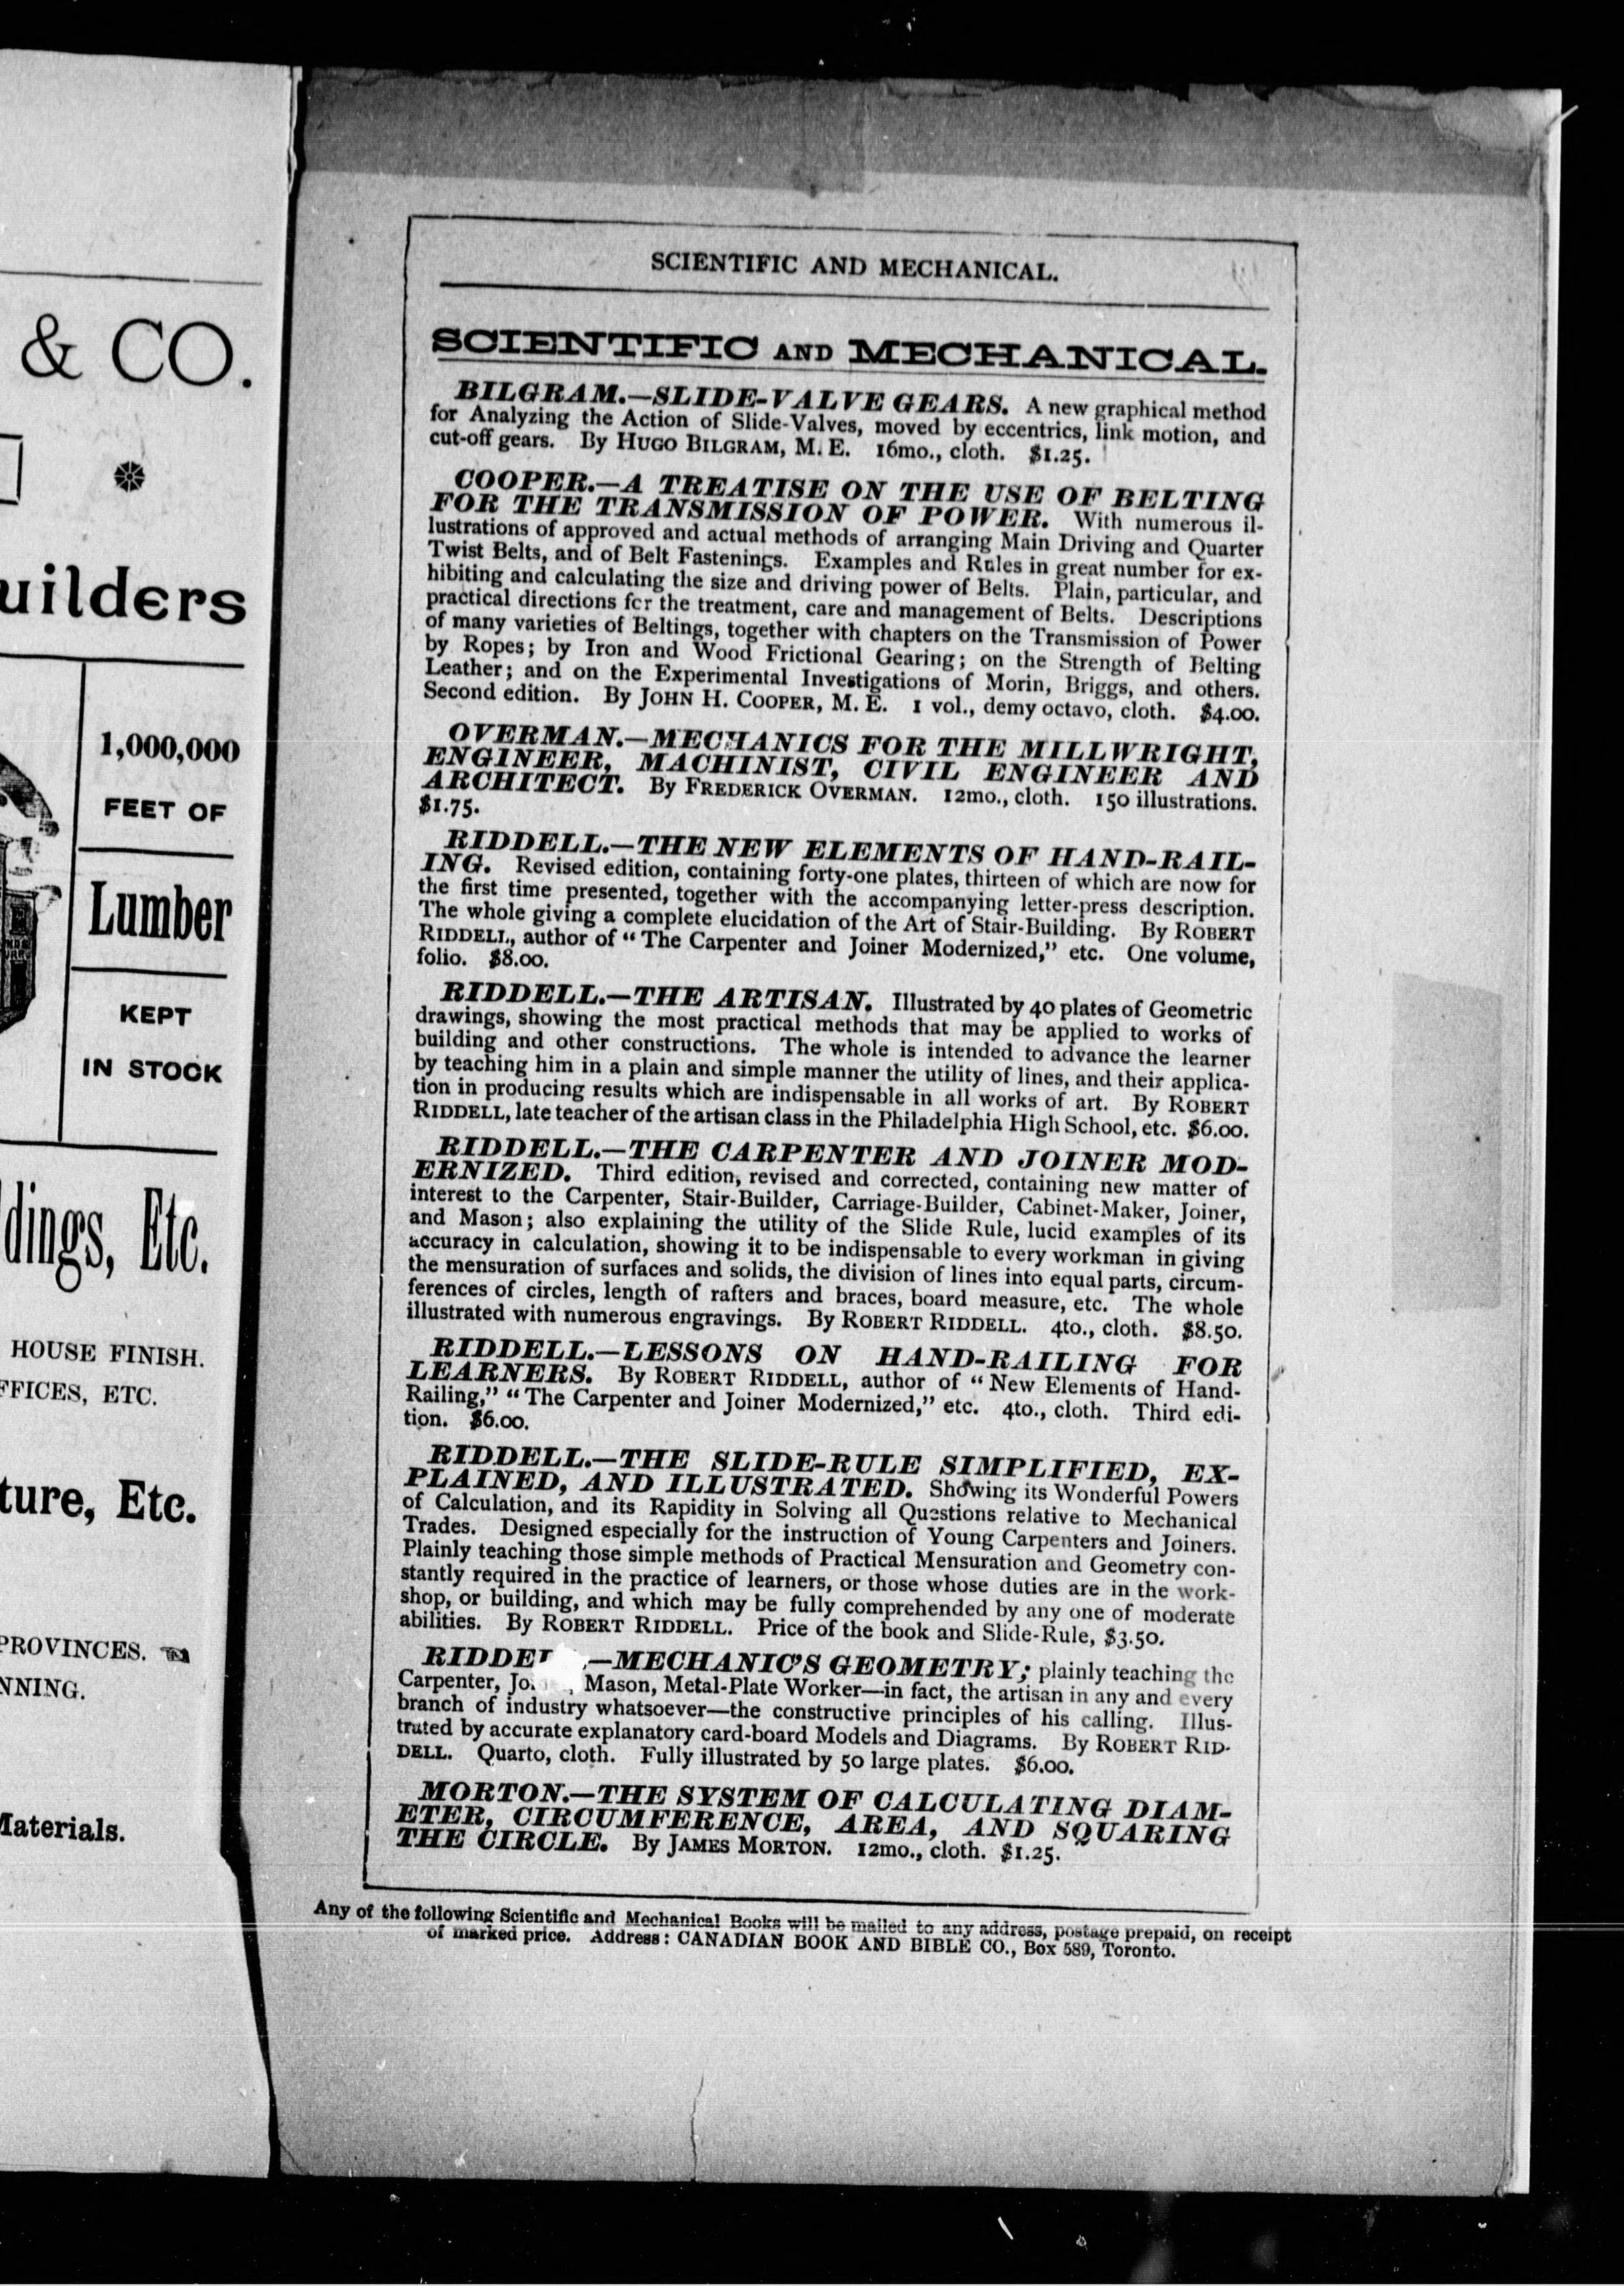 & CO.
uilders
1,000,000
FEET OF
Lumber
KEPT
IN STOCK
dings, Etc.
HOUSE FINISH.
FFICES, ETC.
ture, Etc.
PROVINCES.
NNING.
Materials.
SCIENTIFIC AND MECHANICAL.
SCIENTIFIC AND MECHANICAL.
BILGRAM.—SLIDE-VALVE GEARS. A new graphical method
for Analyzing the Action of Slide-Valves, moved by eccentrics, link motion, and
cut-off gears. By HUGO BILGRAM, M. E. 16mo., cloth. $1.25.
COOPER.—A TREATISE ON THE USE OF BELTING
FOR THE TRANSMISSION OF POWER. With numerous il-
lustrations of approved and actual methods of arranging Main Driving and Quarter
Twist Belts, and of Belt Fastenings. Examples and Rules in great number for ex-
hibiting and calculating the size and driving power of Belts. Plain, particular, and
practical directions for the treatment, care and management of Belts. Descriptions
of many varieties of Beltings, together with chapters on the Transmission of Power
by Ropes; by Iron and Wood Frictional Gearing; on the Strength of Belting
Leather; and on the Experimental Investigations of Morin, Briggs, and others.
Second edition. By JOHN H. COOPER, M. E. 1 vol., demy octavo, cloth. $4.00.
OVERMAN.—MECHANICS FOR THE MILLWRIGHT,
ENGINEER, MACHINIST, CIVIL ENGINEER AND
ARCHITECT. By FREDERICK OVERMAN. 12mo., cloth. 150 illustrations.
$1.75.
RIDDELL.—THE NEW ELEMENTS OF HAND-RAIL-
ING. Revised edition, containing forty-one plates, thirteen of which are now for
the first time presented, together with the accompanying letter-press description.
The whole giving a complete elucidation of the Art of Stair-Building. By ROBERT
RIDDELL, author of "The Carpenter and Joiner Modernized," etc. One volume,
folio. $8.00.
RIDDELL.—THE ARTISAN. Illustrated by 40 plates of Geometric
drawings, showing the most practical methods that may be applied to works of
building and other constructions. The whole is intended to advance the learner
by teaching him in a plain and simple manner the utility of lines, and their applica-
tion in producing results which are indispensable in all works of art. By ROBERT
RIDDELL, late teacher of the artisan class in the Philadelphia High School, etc. $6.00.
RIDDELL.—THE CARPENTER AND JOINER MOD-
ERNIZED. Third edition, revised and corrected, containing new matter of
interest to the Carpenter, Stair-Builder, Carriage-Builder, Cabinet-Maker, Joiner,
and Mason; also explaining the utility of the Slide Rule, lucid examples of its
accuracy in calculation, showing it to be indispensable to every workman in giving
the mensuration of surfaces and solids, the division of lines into equal parts, circum-
ferences of circles, length of rafters and braces, board measure, etc. The whole
illustrated with numerous engravings. By ROBERT RIDDELL. 4to., cloth. $8.50.
RIDDELL.—LESSONS ON HAND-RAILING FOR
LEARNERS. By ROBERT RIDDELL, author of "New Elements of Hand-
Railing," "The Carpenter and Joiner Modernized," etc. 4to., cloth. Third edi-
tion. $6.00.
RIDDELL.—THE SLIDE-RULE SIMPLIFIED, EX-
PLAINED, AND ILLUSTRATED. Showing its Wonderful Powers
of Calculation, and its Rapidity in Solving all Questions relative to Mechanical
Trades. Designed especially for the instruction of Young Carpenters and Joiners.
Plainly teaching those simple methods of Practical Mensuration and Geometry con-
stantly required in the practice of learners, or those whose duties are in the work-
shop, or building, and which may be fully comprehended by any one of moderate
abilities. By ROBERT RIDDELL. Price of the book and Slide-Rule, $3.50.
—MECHANIC'S GEOMETRY; plainly teaching the
Carpenter, Mason, Metal-Plate Worker—in fact, the artisan in any and every
branch of industry whatsoever—the constructive principles of his calling. Illus-
trated by accurate explanatory card-board Models and Diagrams. By ROBERT RID-
DELL. Quarto, cloth. Fully illustrated by 50 large plates. $6.00.
MORTON.—THE SYSTEM OF CALCULATING DIAM-
ETER, CIRCUMFERENCE, AREA, AND SQUARING
THE CIRCLE. By JAMES MORTON. 12mo., cloth. $1.25.
Any of the following Scientific and Mechanical Books will be mailed to any address, postage prepaid, on receipt
of marked price. Address: CANADIAN BOOK AND BIBLE CO., Box 589, Toronto.